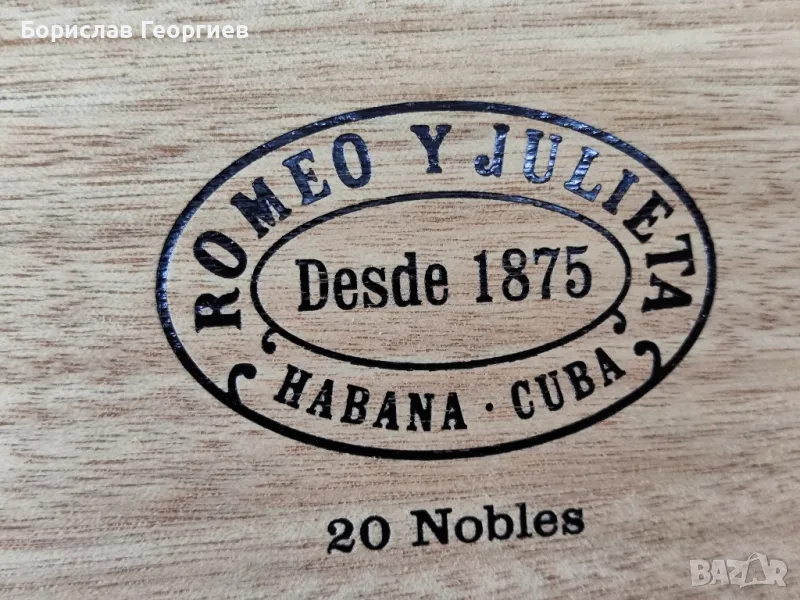 Борислав Георгиев
ROMEO Y JULIETA
Desde 1875
HABANA · CUBA
20 Nobles
BAZAR